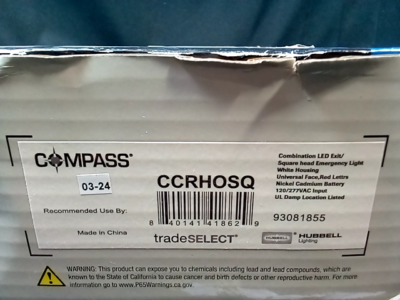 COMPASS®
03-24
Recommended Use By:
Made in China
CCRHOSQ
8 40141 41862 9
tradeSELECT®
Combination LED Exit/
Square head Emergency Light
White Housing
Universal Face,Red Letrs
Nickel Cadmium Battery
120/277VAC Input
UL Damp Location Listed
93081855
HUBBELL
HUBBELL
Lighting
WARNING: This product can expose you to chemicals including lead and lead compounds, which are
known to the State of California to cause cancer and birth defects or other reproductive harm. For more
information go to www.P65Warnings.ca.gov.